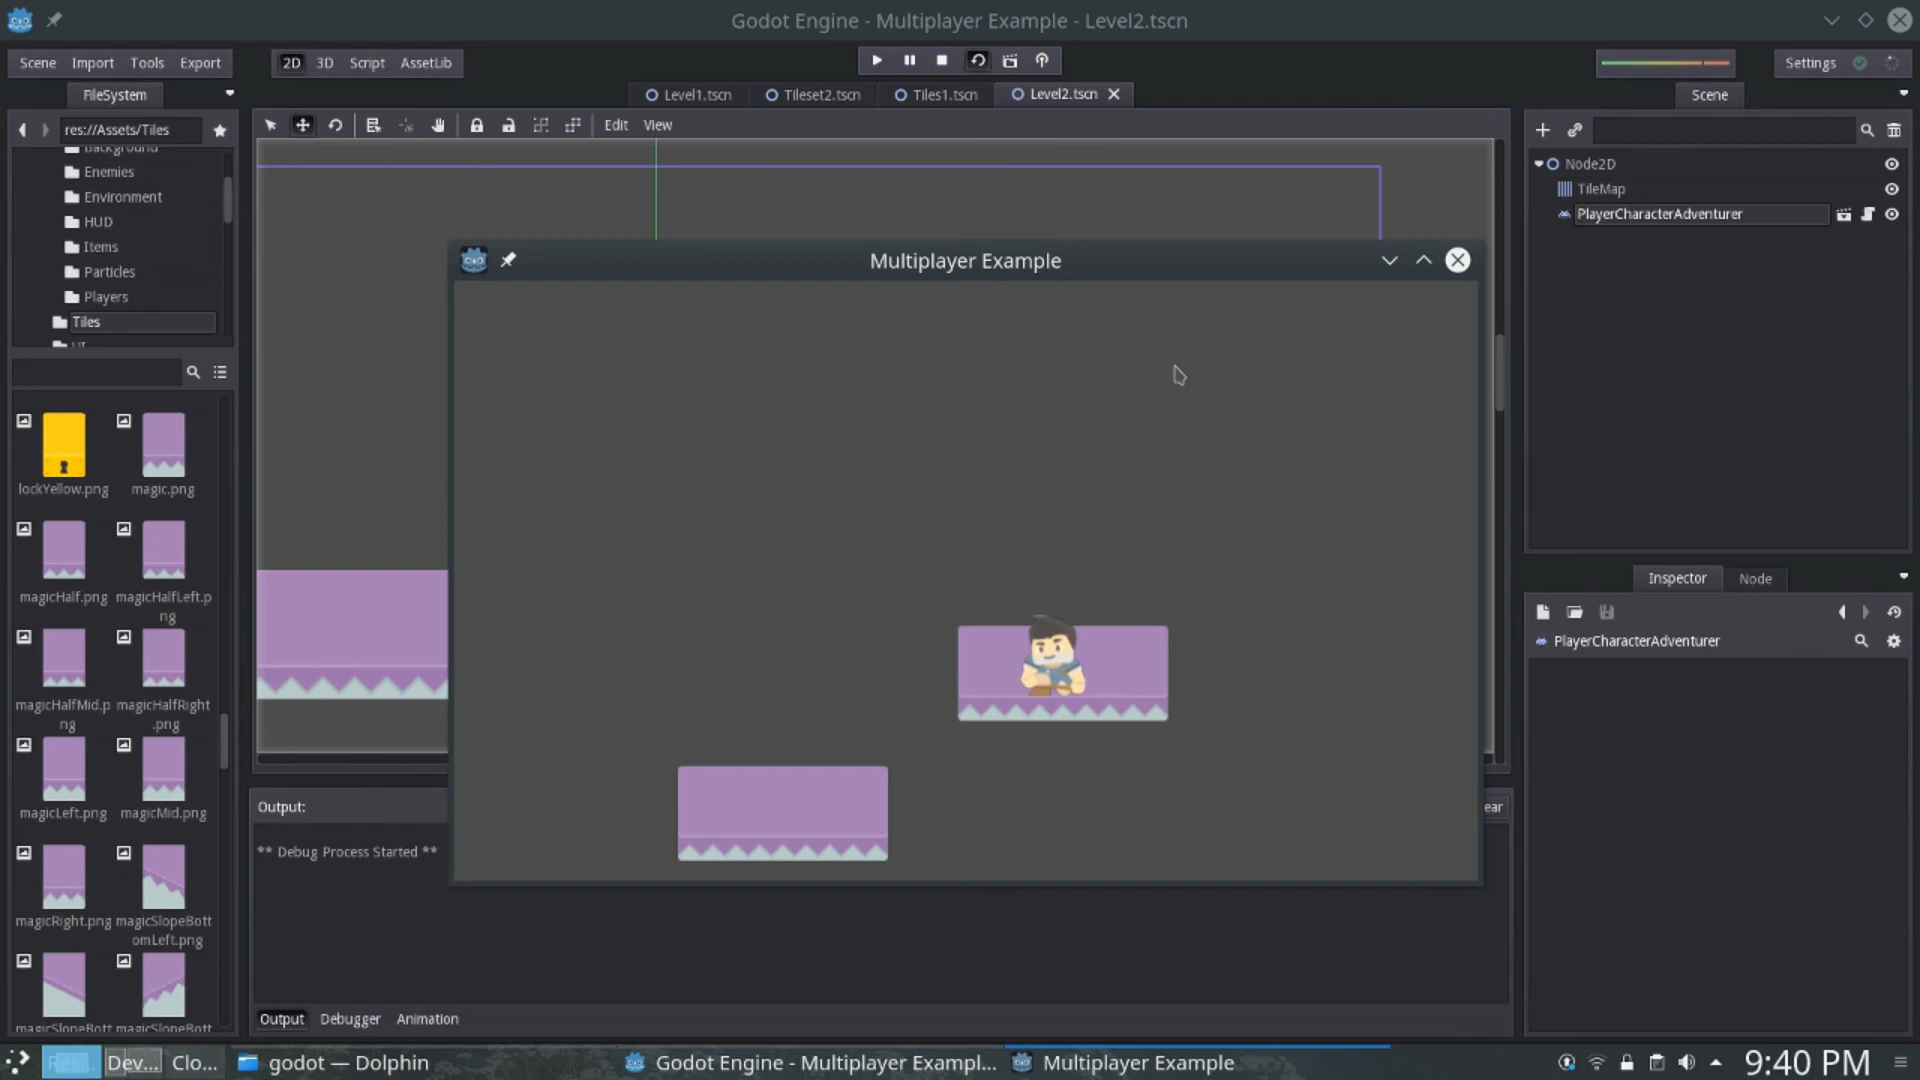 Godot Engine - Multiplayer Example - Level2.tscn
Scene Import Tools Export
2D 3D Script AssetLib
Settings
FileSystem
Level1.tscn Tileset2.tscn Tiles1.tscn Level2.tscn
Scene
res://Assets/Tiles
Edit View
Background
Enemies
Environment
HUD
Items
Particles
Players
Tiles
Node2D
TileMap
PlayerCharacterAdventurer
Multiplayer Example
lockYellow.png magic.png
magicHalf.png magicHalfLeft.p
ng
magicHalfMid.p magicHalfRight
ng .png
magicLeft.png magicMid.png
magicRight.png magicSlopeBott
omLeft.png
magicSlopeBott magicSlopeBott
Inspector Node
PlayerCharacterAdventurer
Output:
ear
** Debug Process Started **
Output Debugger Animation
Dev... Clo... godot — Dolphin Godot Engine - Multiplayer Exampl... Multiplayer Example 9:40 PM